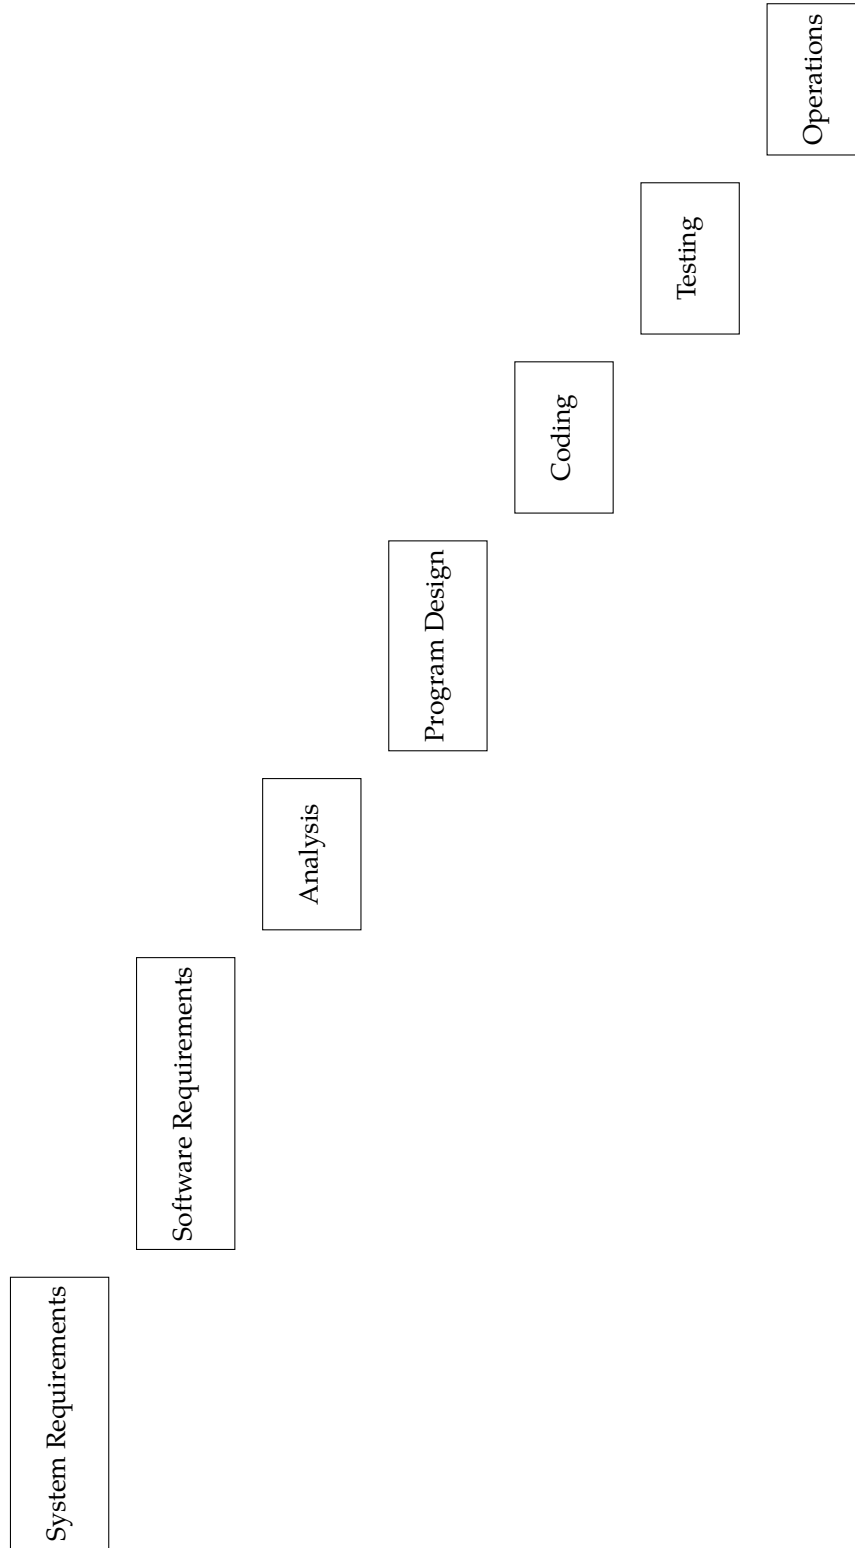 System Requirements
Software Requirements
Analysis
Program Design
Coding
Testing
Operations